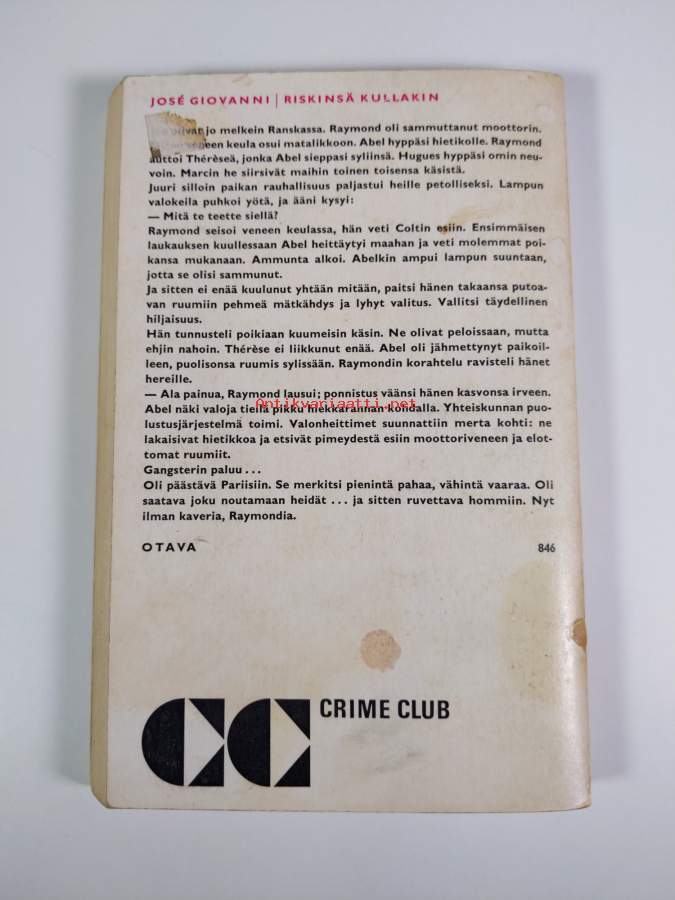 JOSÉ GIOVANNI | RISKINSÄ KULLAKIN
olivat jo melkein Ranskassa. Raymond oli sammuttanut moottorin.
veneen keula osui matalikkoon. Abel hyppäsi hietikolle. Raymond
auttoi Thérèseä, jonka Abel sieppasi syliinsä. Hugues hyppäsi omin neu-
voin. Marcin he siirsivät maihin toinen toisensa käsistä.
Juuri silloin paikan rauhallisuus paljastui heille petolliseksi. Lampun
valokeila puhkoi yötä, ja ääni kysyi:
— Mitä te teette siellä?
Raymond seisoi veneen keulassa, hän veti Coltin esiin. Ensimmäisen
laukauksen kuullessaan Abel heittäytyi maahan ja veti molemmat poi-
kansa mukanaan. Ammunta alkoi. Abelkin ampui lampun suuntaan,
jotta se olisi sammunut.
Ja sitten ei enää kuulunut yhtään mitään, paitsi hänen takaansa putoa-
van ruumiin pehmeä mätkähdys ja lyhyt valitus. Vallitsi täydellinen
hiljaisuus.
Hän tunnusteli poikiaan kuumeisin käsin. Ne olivat peloissaan, mutta
ehjin nahoin. Thérèse ei liikkunut enää. Abel oli jähmettynyt paikoil-
leen, puolisonsa ruumis sylissään. Raymondin korahtelu ravisteli hänet
hereille.
— Ala painua, Raymond lausui; ponnistus väänsi hänen kasvonsa irveen.
Antikvariaatti.net
Abel näki valoja tiellä pikku hiekkarannan kohdalla. Yhteiskunnan puo-
lustusjärjestelmä toimi. Valonheittimet suunnattiin merta kohti: ne
lakaisivat hietikkoa ja etsivät pimeydestä esiin moottoriveneen ja elot-
tomat ruumiit.
Gangsterin paluu . . .
Oli päästävä Pariisiin. Se merkitsi pienintä pahaa, vähintä vaaraa. Oli
saatava joku noutamaan heidät . . . ja sitten ruvettava hommiin. Nyt
ilman kaveria, Raymondia.
OTAVA 846
CC CRIME CLUB